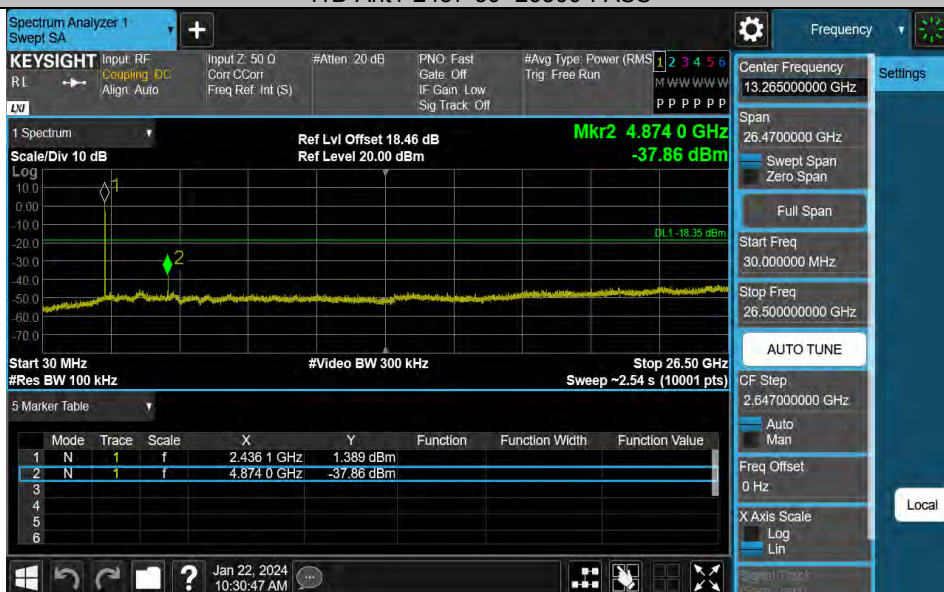 Spectrum Analyzer 1
Swept SA
Frequency
KEYSIGHT
RL
LXI
Input: RF
Coupling: DC
Align: Auto
Input Z: 50 Ω
Corr CCorr
Freq Ref: Int (S)
#Atten: 20 dB
PNO: Fast
Gate: Off
IF Gain: Low
Sig Track: Off
#Avg Type: Power (RMS
Trig: Free Run
1 2 3 4 5 6
M W W W W W
P P P P P P
1 Spectrum
Scale/Div 10 dB
Ref Lvl Offset 18.46 dB
Ref Level 20.00 dBm
Mkr2 4.874 0 GHz
-37.86 dBm
Log
10.0
0.00
-10.0
-20.0
-30.0
-40.0
-50.0
-60.0
-70.0
1
2
DL1 -18.35 dBm
Start 30 MHz
#Video BW 300 kHz
Stop 26.50 GHz
#Res BW 100 kHz
Sweep ~2.54 s (10001 pts)
5 Marker Table
Mode Trace Scale X Y Function Function Width Function Value
1 N 1 f 2.436 1 GHz 1.389 dBm
2 N 1 f 4.874 0 GHz -37.86 dBm
3
4
5
6
?
Jan 22, 2024
10:30:47 AM
Center Frequency
13.265000000 GHz
Span
26.4700000 GHz
Swept Span
Zero Span
Full Span
Start Freq
30.000000 MHz
Stop Freq
26.500000000 GHz
AUTO TUNE
CF Step
2.647000000 GHz
Auto
Man
Freq Offset
0 Hz
X Axis Scale
Log
Lin
Signal Track
Settings
Local